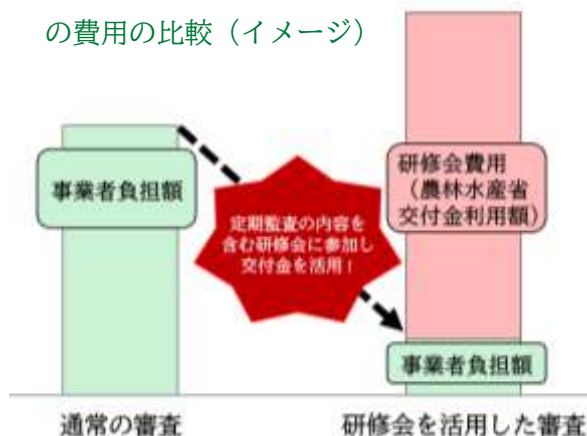 の費用の比較（イメージ）
事業者負担額
定期監査の内容を
含む研修会に参加し
交付金を活用！
研修会費用
（農林水産省
交付金利用額）
事業者負担額
通常の審査
研修会を活用した審査